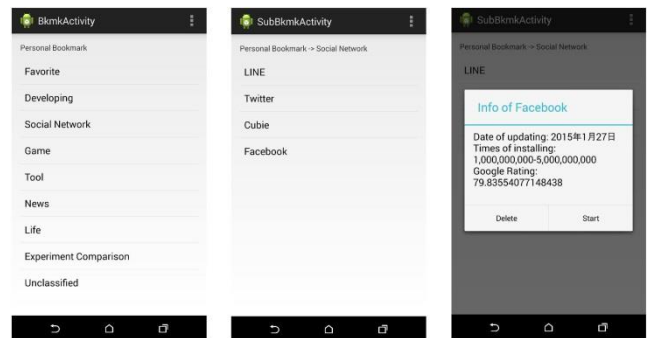 BkmkActivity
Personal Bookmark
Favorite
Developing
Social Network
Game
Tool
News
Life
Experiment Comparison
Unclassified
SubBkmkActivity
Personal Bookmark -> Social Network
LINE
Twitter
Cubie
Facebook
SubBkmkActivity
Personal Bookmark -> Social Network
LINE
Info of Facebook
Date of updating: 2015年1月27日
Times of installing:
1,000,000,000-5,000,000,000
Google Rating:
79.83554077148438
Delete Start